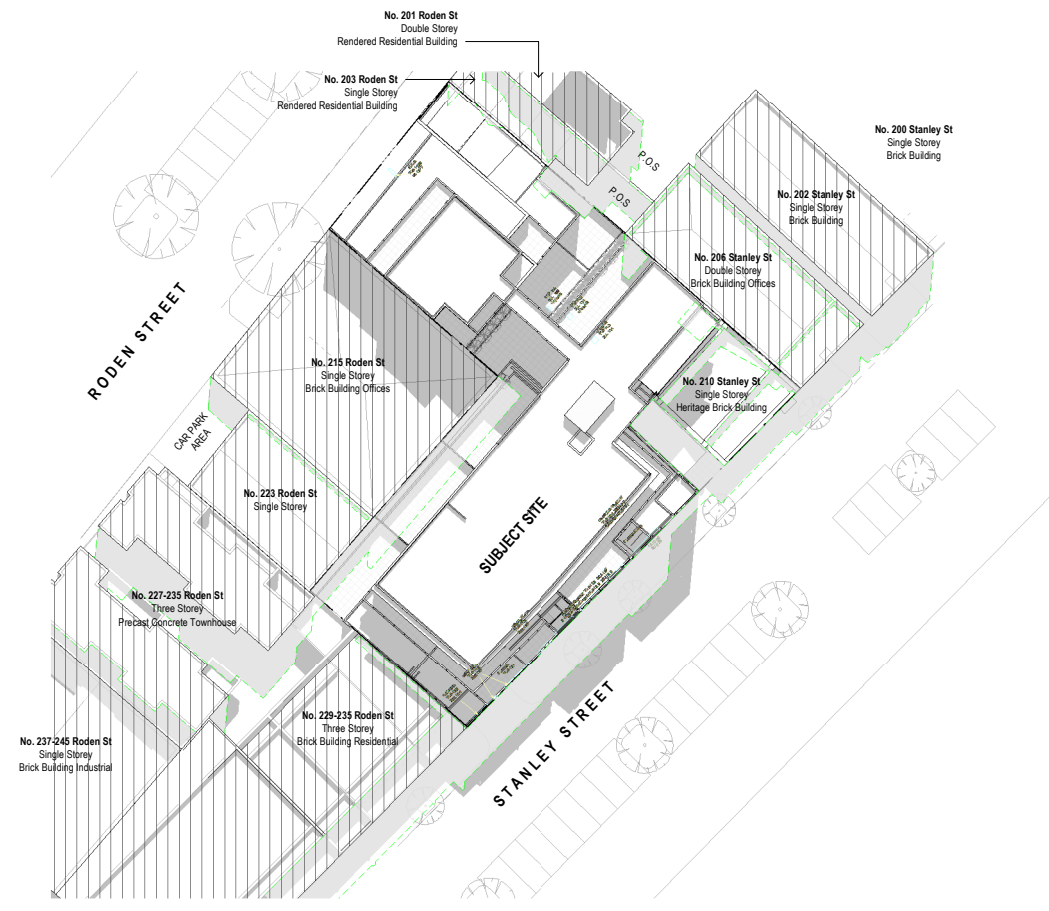 No. 201 Roden St
Double Storey
Rendered Residential Building
No. 203 Roden St
Single Storey
Rendered Residential Building
No. 200 Stanley St
Single Storey
Brick Building
P.O.S
P.O.S
No. 202 Stanley St
Single Storey
Brick Building
No. 206 Stanley St
Double Storey
Brick Building Offices
RODEN STREET
No. 215 Roden St
Single Storey
Brick Building Offices
No. 210 Stanley St
Single Storey
Heritage Brick Building
CAR PARK
AREA
No. 223 Roden St
Single Storey
SUBJECT SITE
No. 227-235 Roden St
Three Storey
Precast Concrete Townhouse
No. 229-235 Roden St
Three Storey
Brick Building Residential
STANLEY STREET
No. 237-245 Roden St
Single Storey
Brick Building Industrial